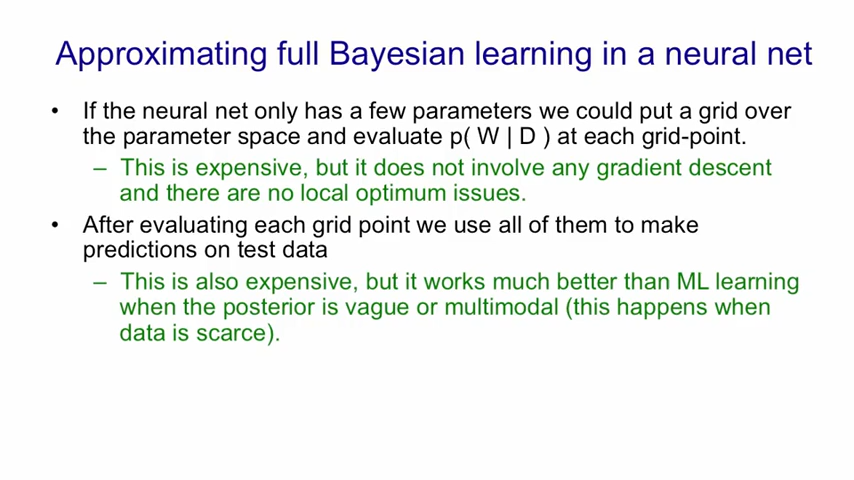 Approximating full Bayesian learning in a neural net
• If the neural net only has a few parameters we could put a grid over
the parameter space and evaluate p( W | D ) at each grid-point.
– This is expensive, but it does not involve any gradient descent
and there are no local optimum issues.
• After evaluating each grid point we use all of them to make
predictions on test data
– This is also expensive, but it works much better than ML learning
when the posterior is vague or multimodal (this happens when
data is scarce).